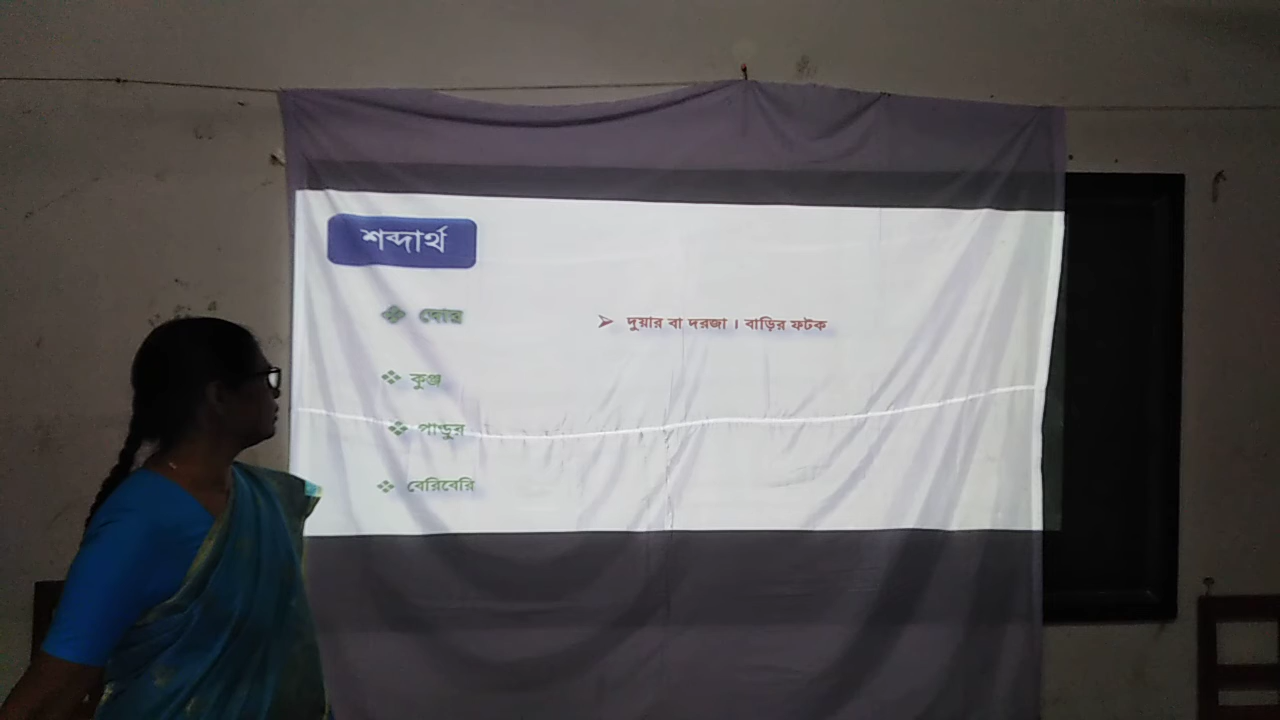 শব্দার্থ
দোর
দুয়ার বা দরজা । বাড়ির ফটক
কুঞ্জ
পান্ডুর
বেরিবেরি